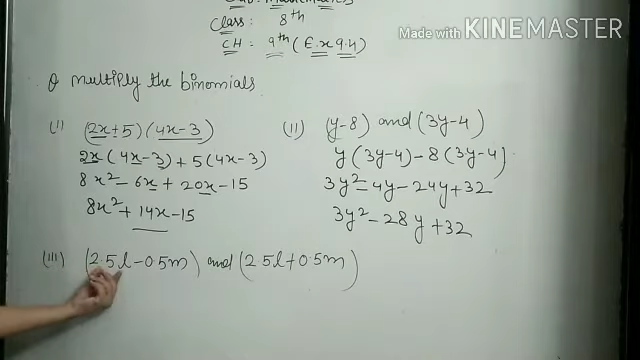 Sub: Mathematics
Class: 8th
CH: 9th (E.x 9.4)
Made with KINEMASTER
Q multiply the binomials
(i) (2x+5) (4x-3)
2x(4x-3)+5(4x-3)
8x²-6x+20x-15
8x²+14x-15
(ii) (y-8) and (3y-4)
y(3y-4)-8(3y-4)
3y²-4y-24y+32
3y²-28y+32
(iii) (2.5l-0.5m) and (2.5l+0.5m)